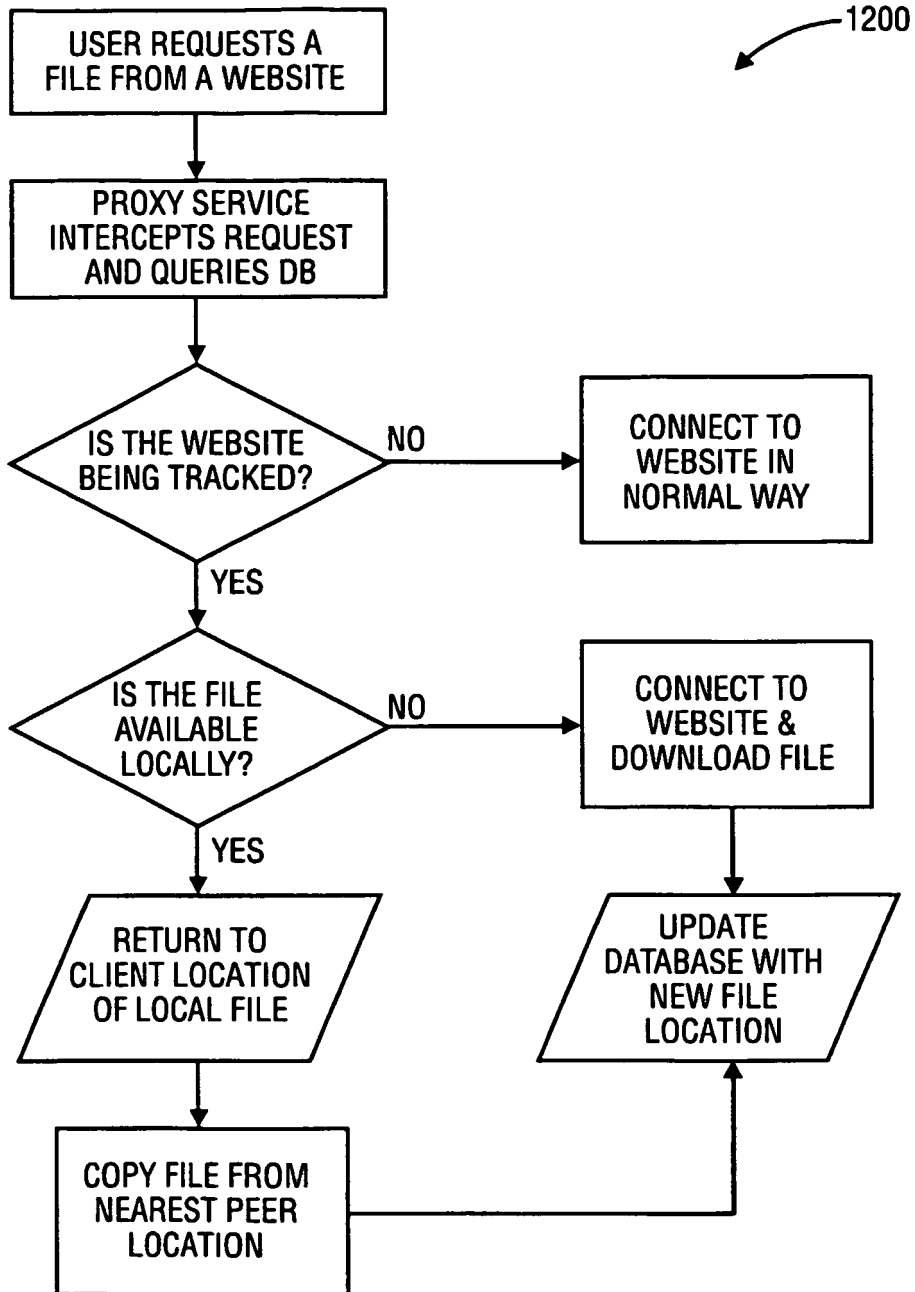 1200
USER REQUESTS A
FILE FROM A WEBSITE
PROXY SERVICE
INTERCEPTS REQUEST
AND QUERIES DB
IS THE WEBSITE
BEING TRACKED?
NO
CONNECT TO
WEBSITE IN
NORMAL WAY
YES
IS THE FILE
AVAILABLE
LOCALLY?
NO
CONNECT TO
WEBSITE &
DOWNLOAD FILE
YES
RETURN TO
CLIENT LOCATION
OF LOCAL FILE
UPDATE
DATABASE WITH
NEW FILE
LOCATION
COPY FILE FROM
NEAREST PEER
LOCATION